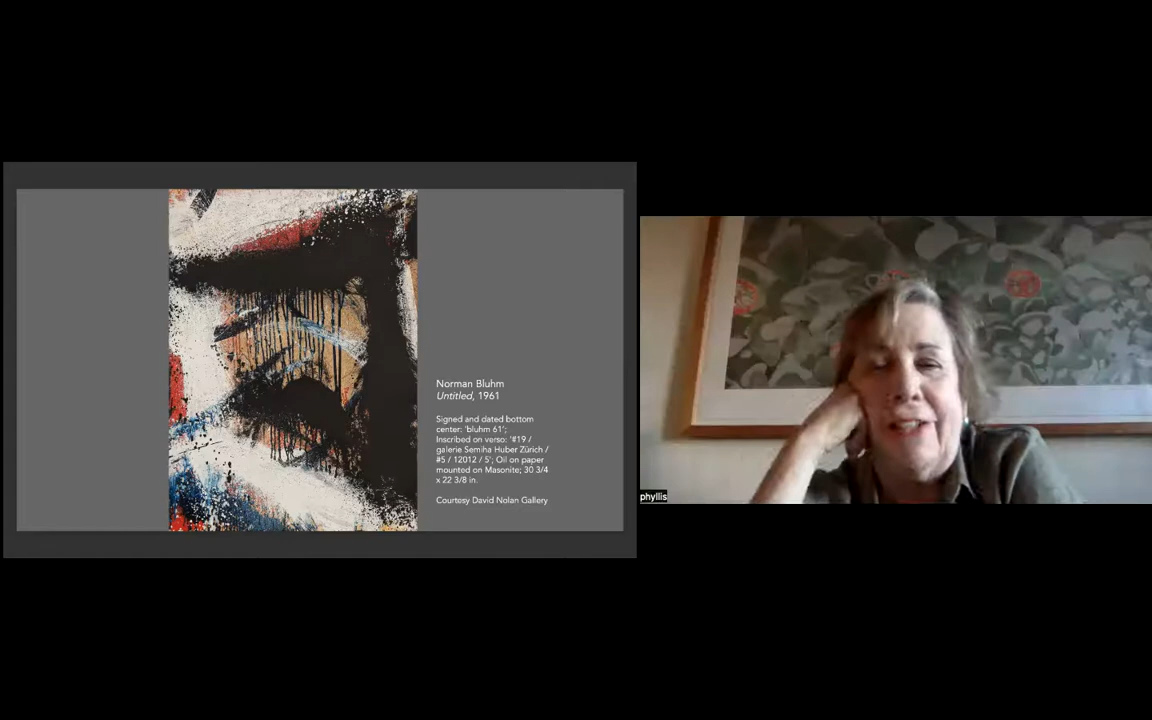 Norman Bluhm
Untitled, 1961
Signed and dated bottom
center: 'bluhm 61';
Inscribed on verso: '#19 /
galerie Semiha Huber Zürich /
#5 / 12012 / 5'; Oil on paper
mounted on Masonite; 30 3/4
x 22 3/8 in.
Courtesy David Nolan Gallery
phyllis